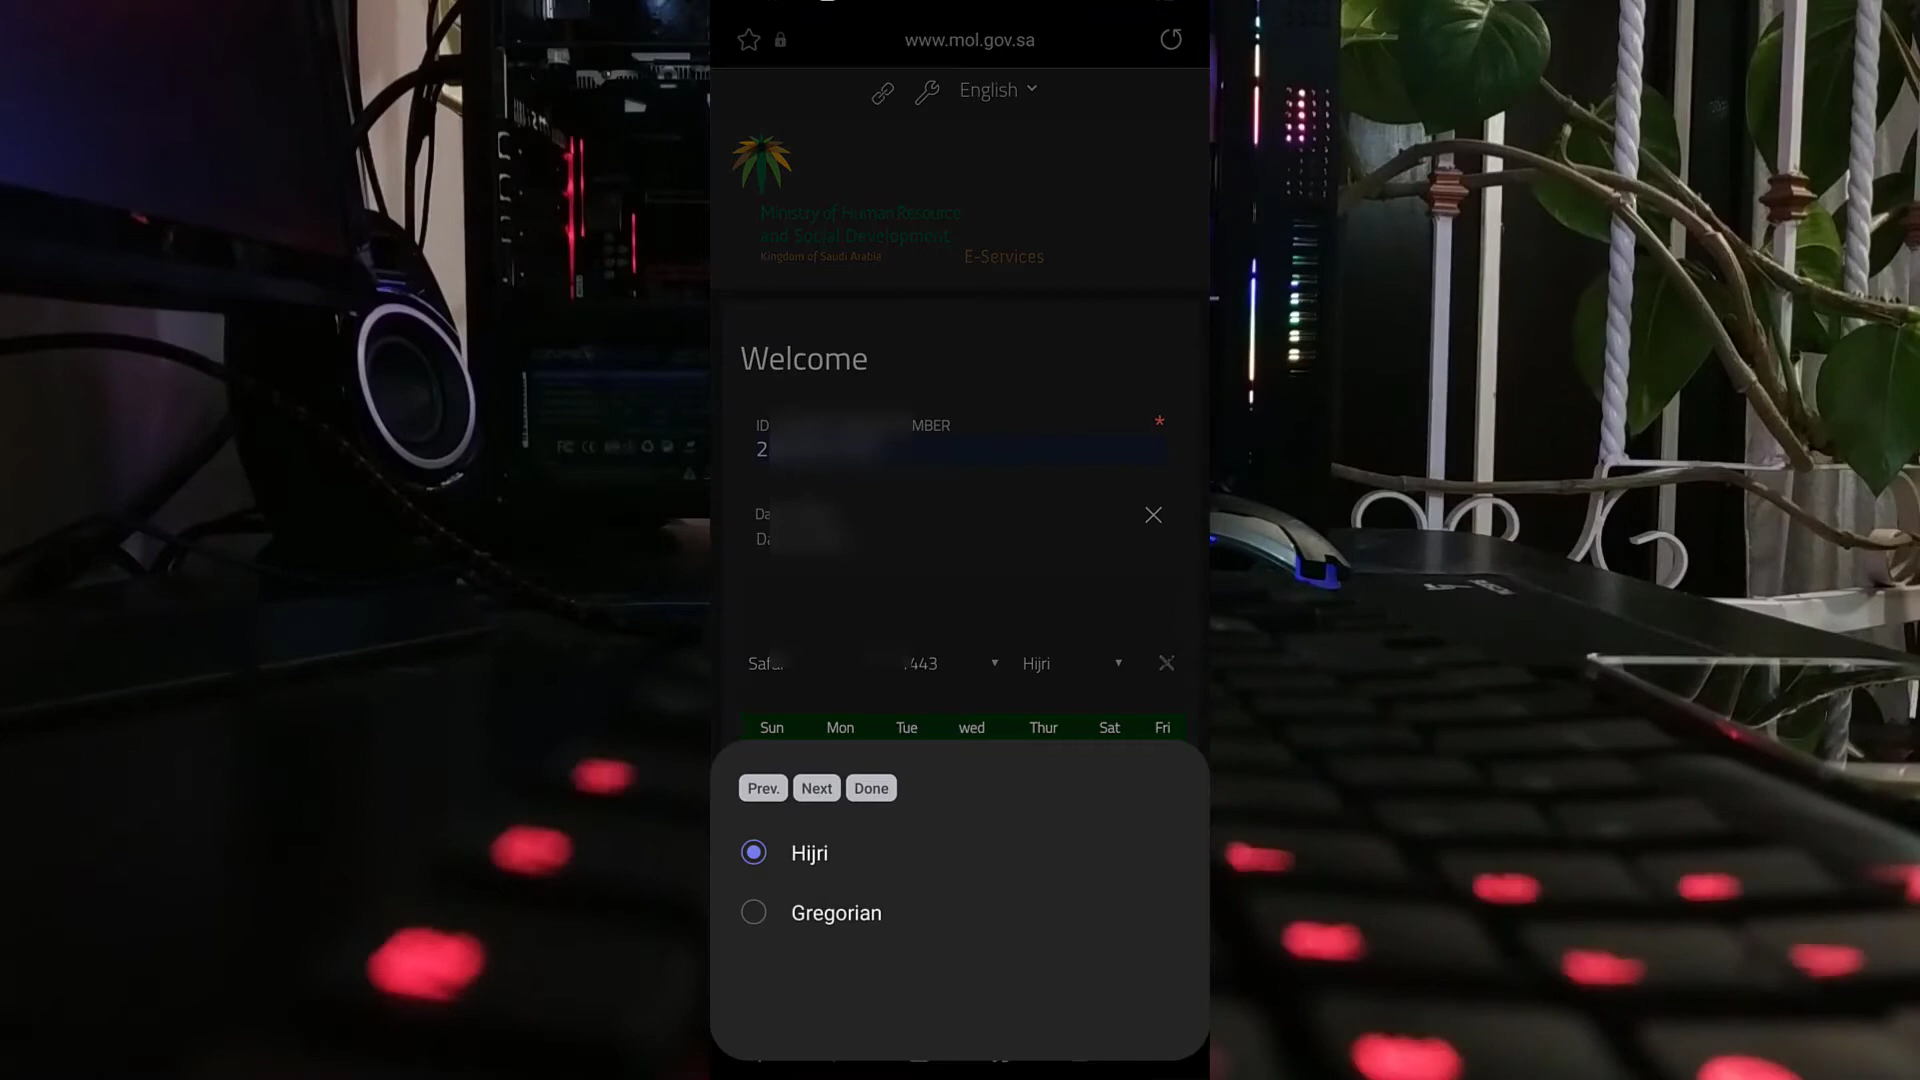 www.mol.gov.sa
English
Ministry of Human Resource
and Social Development
Kingdom of Saudi Arabia
E-Services
Welcome
ID MBER *
2
Da
Da
443 Hijri
Sun Mon Tue wed Thur Sat Fri
Prev. Next Done
Hijri
Gregorian